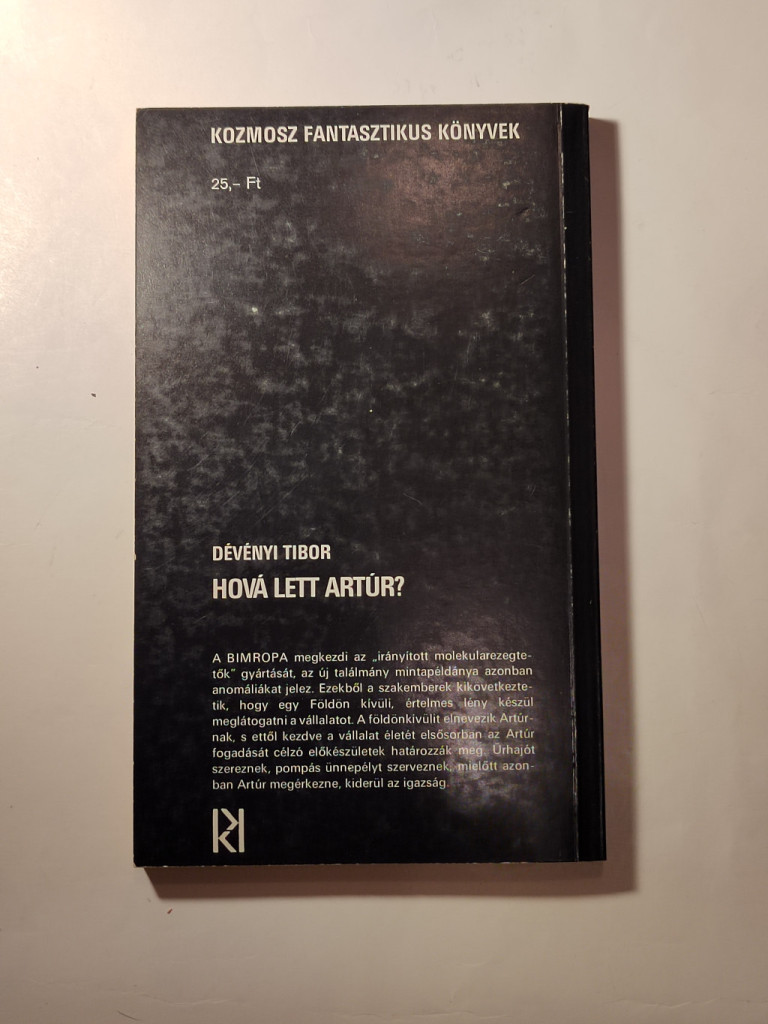 KOZMOSZ FANTASZTIKUS KÖNYVEK
25,– Ft
DÉVÉNYI TIBOR
HOVÁ LETT ARTÚR?
A BIMROPA megkezdi az „irányított molekularezegte-
tők” gyártását, az új találmány mintapéldánya azonban
anomáliákat jelez. Ezekből a szakemberek kikövetkezte-
tik, hogy egy Földön kívüli, értelmes lény készül
meglátogatni a vállalatot. A földönkívülit elnevezik Artúr-
nak, s ettől kezdve a vállalat életét elsősorban az Artúr
fogadását célzó előkészületek határozzák meg. Űrhajót
szereznek, pompás ünnepélyt szerveznek, mielőtt azon-
ban Artúr megérkezne, kiderül az igazság.